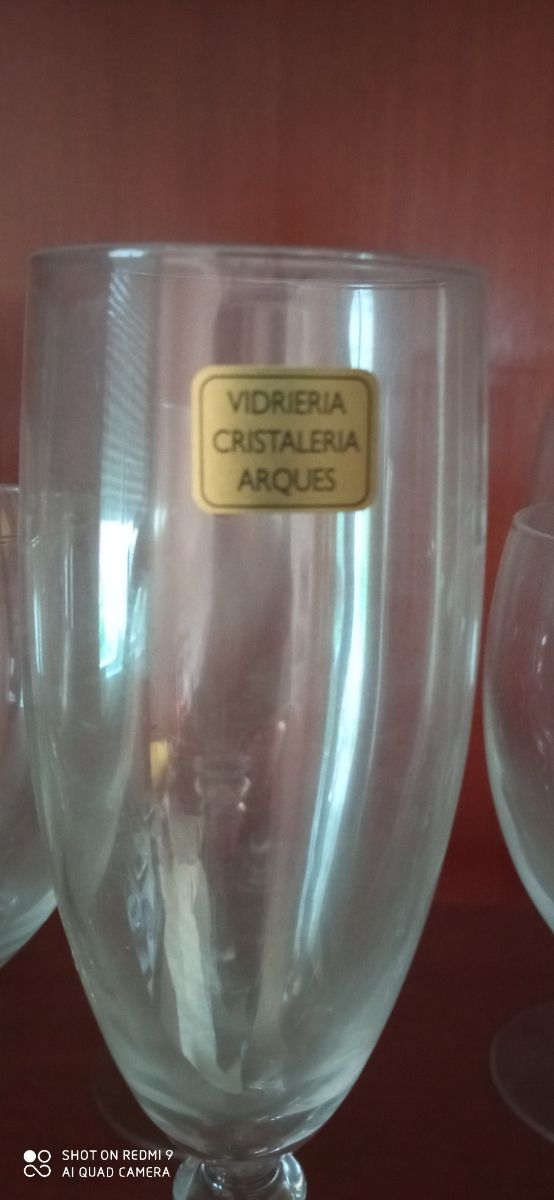 VIDRIERIA
CRISTALERIA
ARQUES
SHOT ON REDMI 9
AI QUAD CAMERA